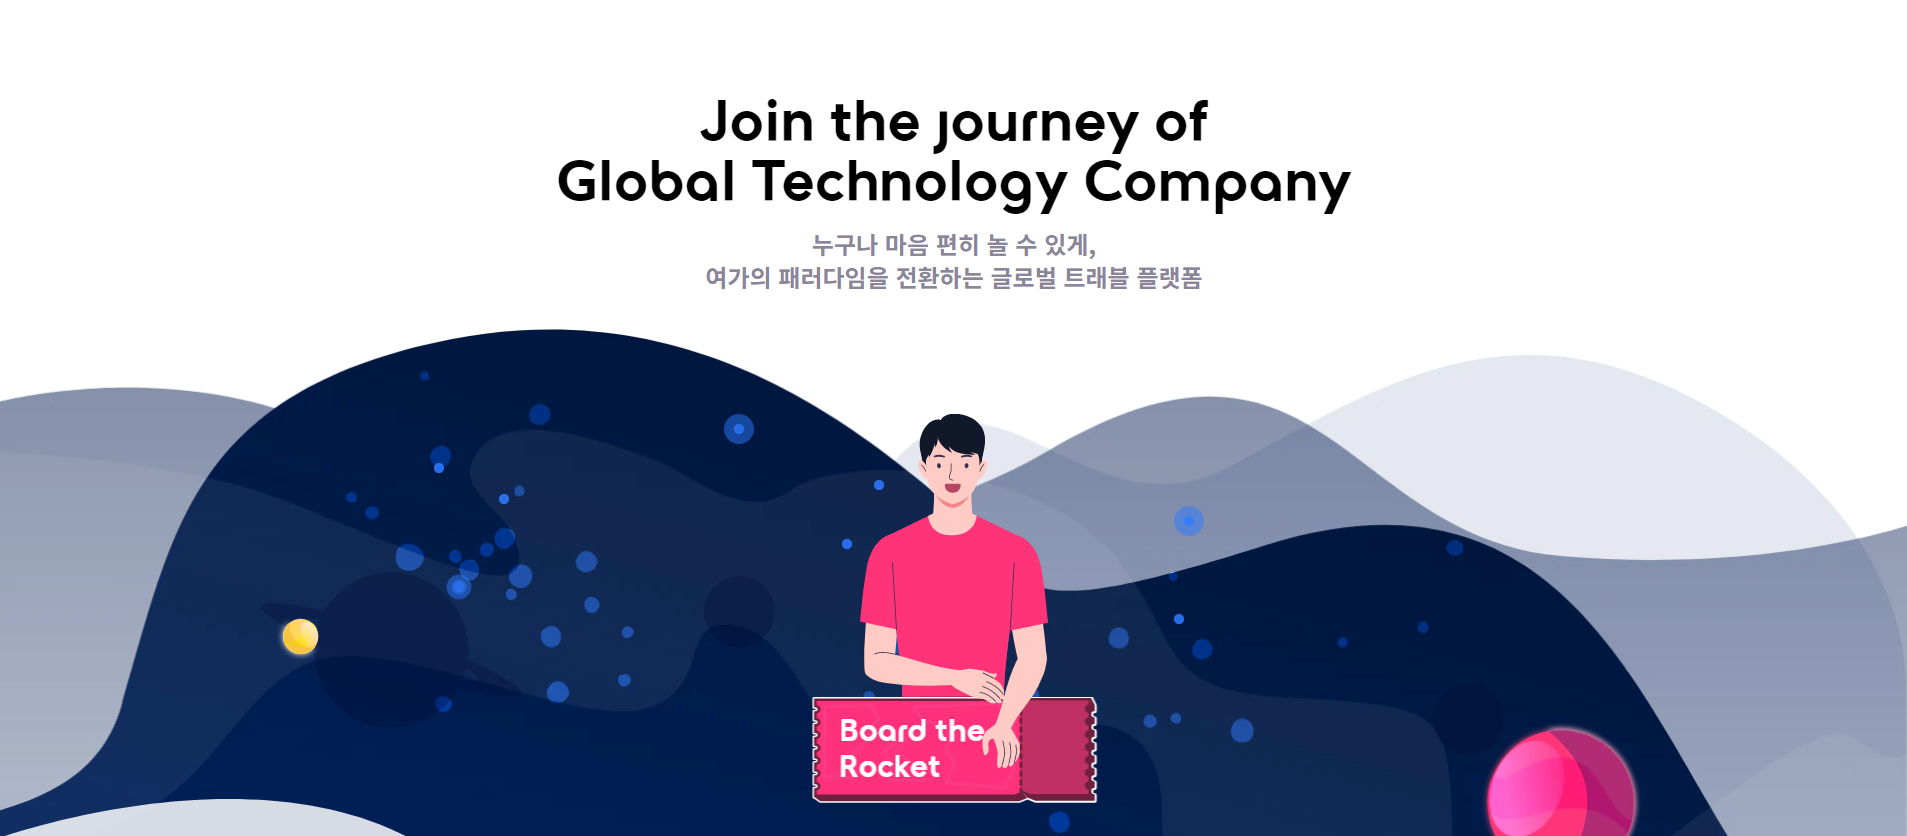 Join the journey of
Global Technology Company
누구나 마음 편히 놀 수 있게,
여가의 패러다임을 전환하는 글로벌 트래블 플랫폼
Board the
Rocket